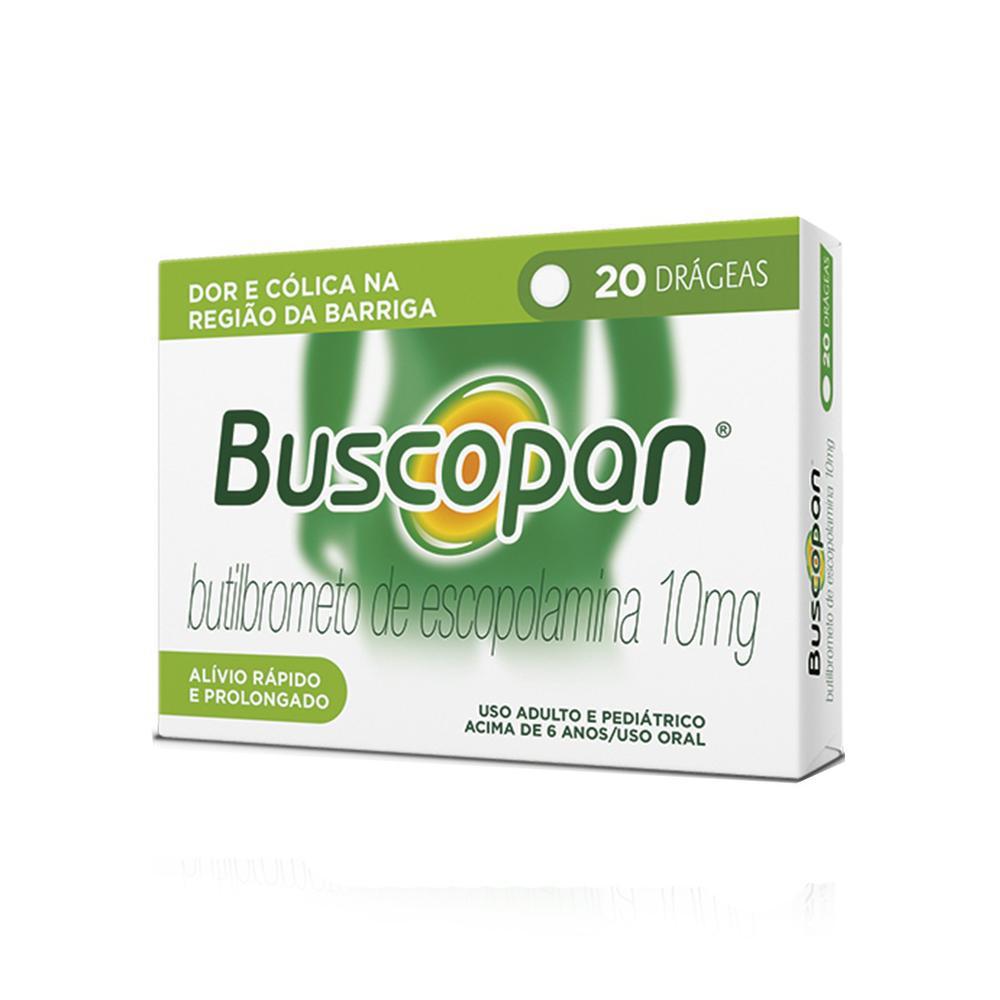 DOR E CÓLICA NA
REGIÃO DA BARRIGA
20 DRÁGEAS
Buscopan®
butilbrometo de escopolamina 10mg
ALÍVIO RÁPIDO
E PROLONGADO
USO ADULTO E PEDIÁTRICO
ACIMA DE 6 ANOS/USO ORAL
20 DRÁGEAS
Buscopan
butilbrometo de escopolamina 10mg